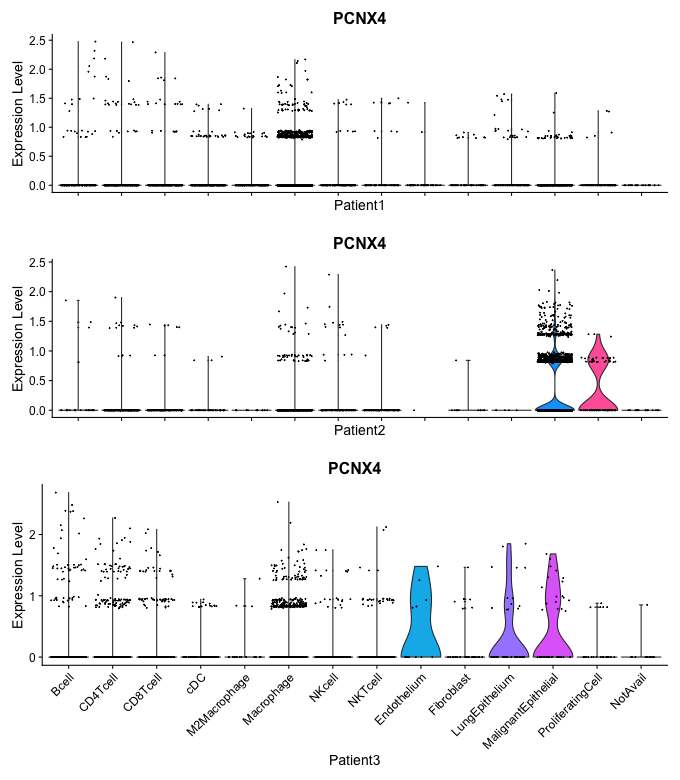 PCNX4
Expression Level
2.5
2.0
1.5
1.0
0.5
0.0
Patient1
PCNX4
Expression Level
2.5
2.0
1.5
1.0
0.5
0.0
Patient2
PCNX4
Expression Level
2
1
0
Bcell
CD4Tcell
CD8Tcell
cDC
M2Macrophage
Macrophage
NKcell
NKTcell
Endothelium
Fibroblast
LungEpithelium
MalignantEpithelial
ProliferatingCell
NotAvail
Patient3